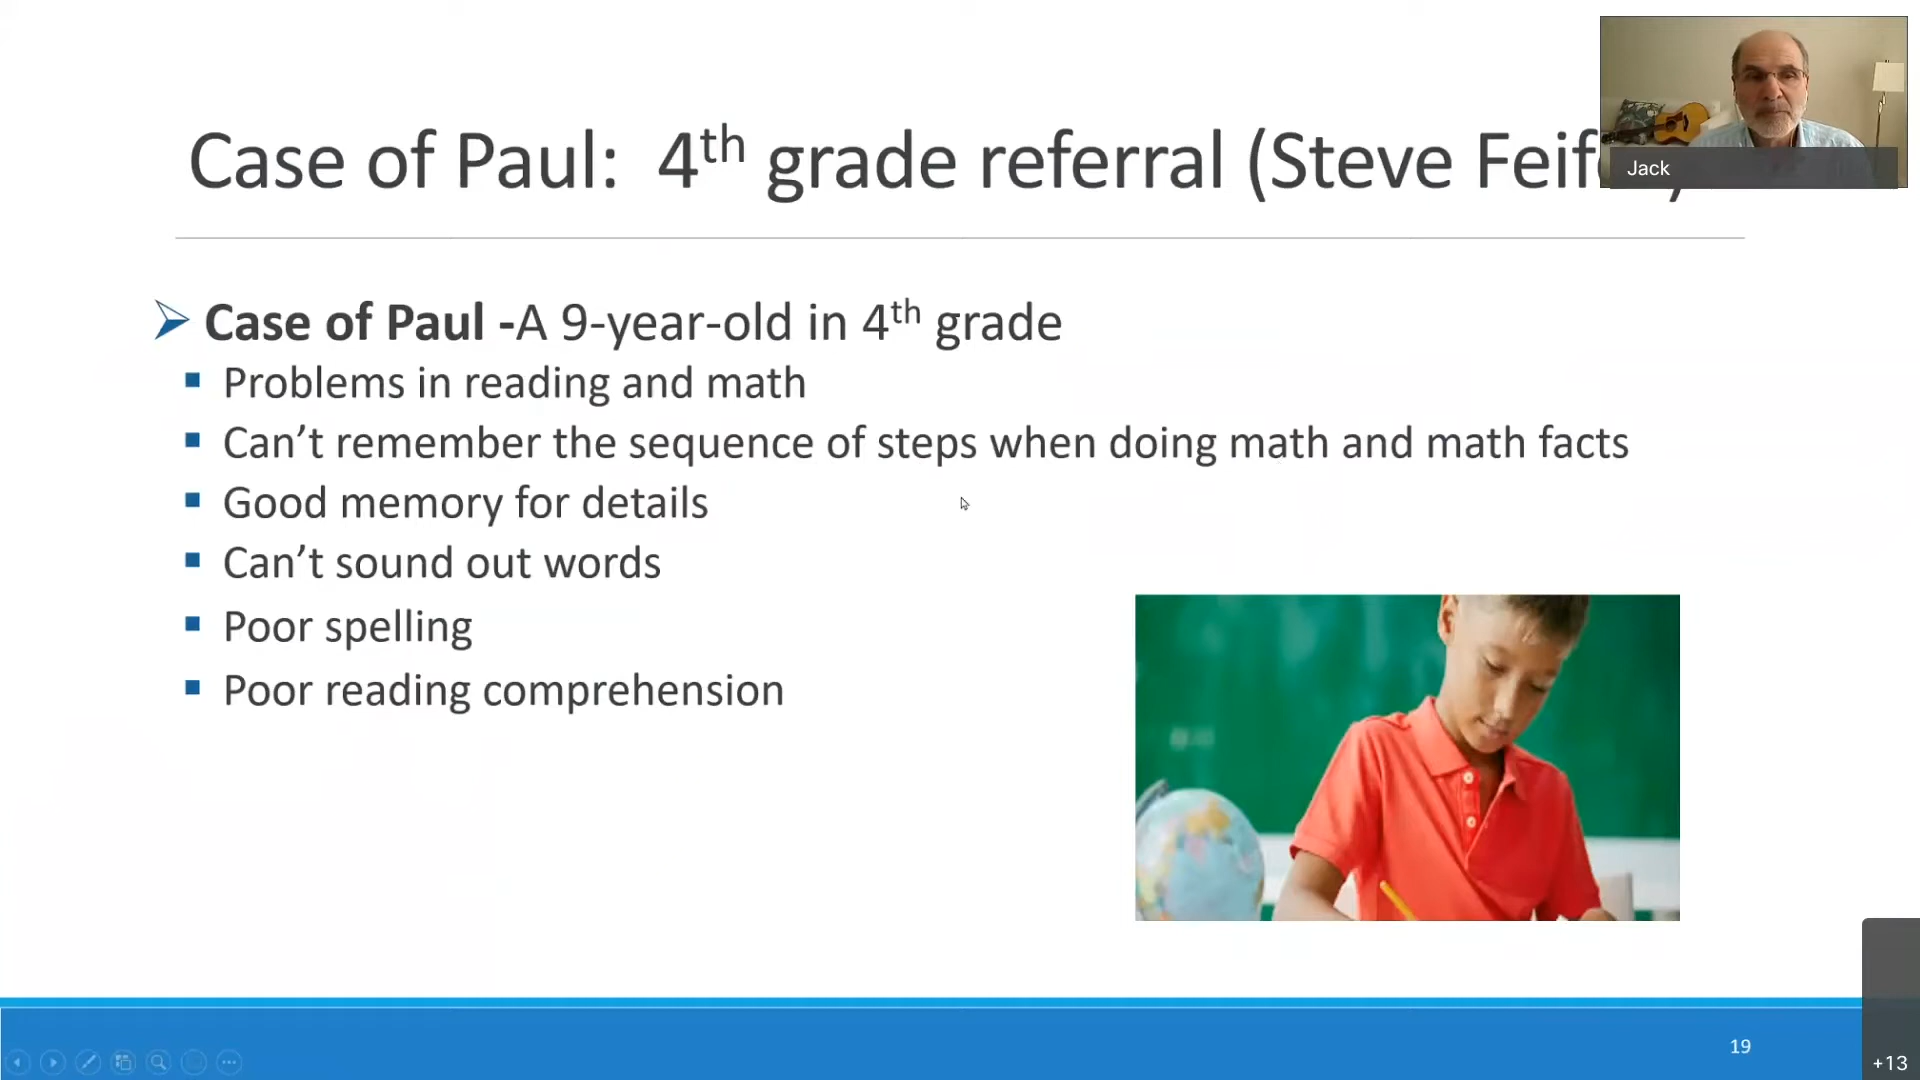 Case of Paul: 4th grade referral (Steve
Jack
➢ Case of Paul -A 9-year-old in 4th grade
▪ Problems in reading and math
▪ Can’t remember the sequence of steps when doing math and math facts
▪ Good memory for details
▪ Can’t sound out words
▪ Poor spelling
▪ Poor reading comprehension
19
+13